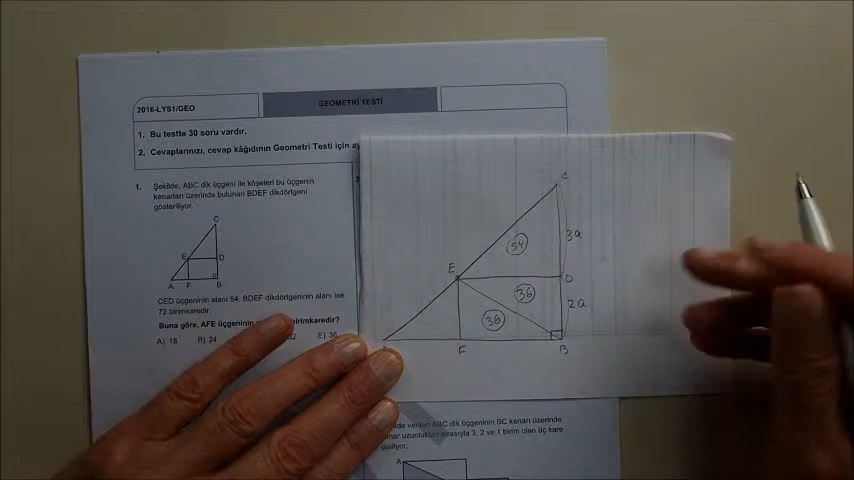 2016-LYS1/GEO
GEOMETRİ TESTİ
1. Bu testte 30 soru vardır.
2. Cevaplarınızı, cevap kâğıdının Geometri Testi için
1. Şekilde, ABC dik üçgeni ile köşeleri bu üçgenin
kenarları üzerinde bulunan BDEF dikdörtgeni
gösteriliyor.
C
E D
A F B
CED üçgeninin alanı 54, BDEF dikdörtgeninin alanı ise
72 birimkaredir.
Buna göre, AFE üçgeninin birimkaredir?
A) 18 B) 24 E) 36
C
54
3a
E
D
36
2a
36
F
B
verilen ABC dik üçgeninin BC kenarı üzerinde
uzunlukları sırasıyla 3, 2 ve 1 birim olan üç kare
çiziliyor.
A